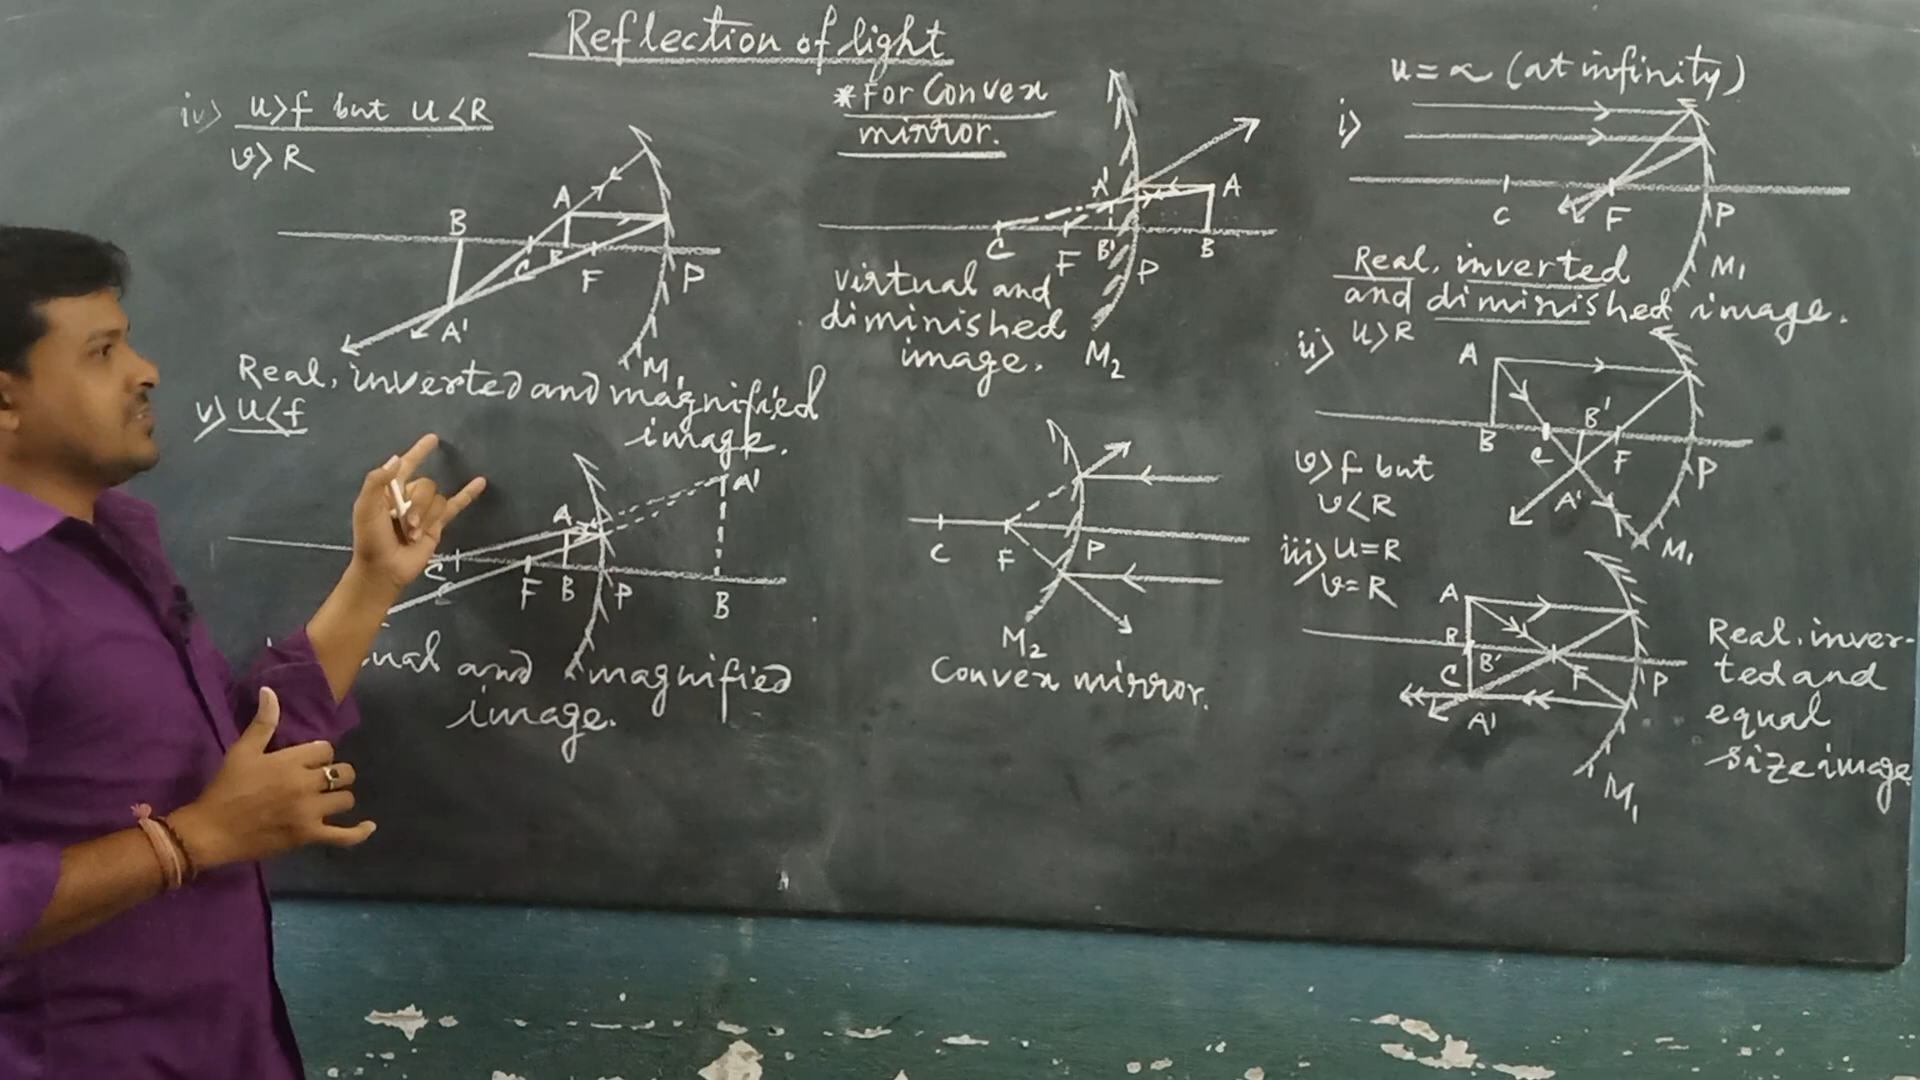 Reflection of light
iv) u>f but u<R
v>R
A
B
C
B
F
P
A'
M1
Real, inverted and magnified
image.
v) u<f
A'
A
C
F
B
P
B
and magnified
image.
*For Convex
mirror.
A'
A
C
F
B'
P
B
virtual and
diminished
image.
M2
C
F
P
M2
Convex mirror.
u=∝ (at infinity)
i)
C
F
P
M1
Real, inverted
and diminished image.
ii) u>R
A
B'
B
C
F
P
A'
M1
v>f but
v<R
iii) u=R
v=R
A
B
C
B'
F
P
A'
M1
Real, inver-
ted and
equal
size image